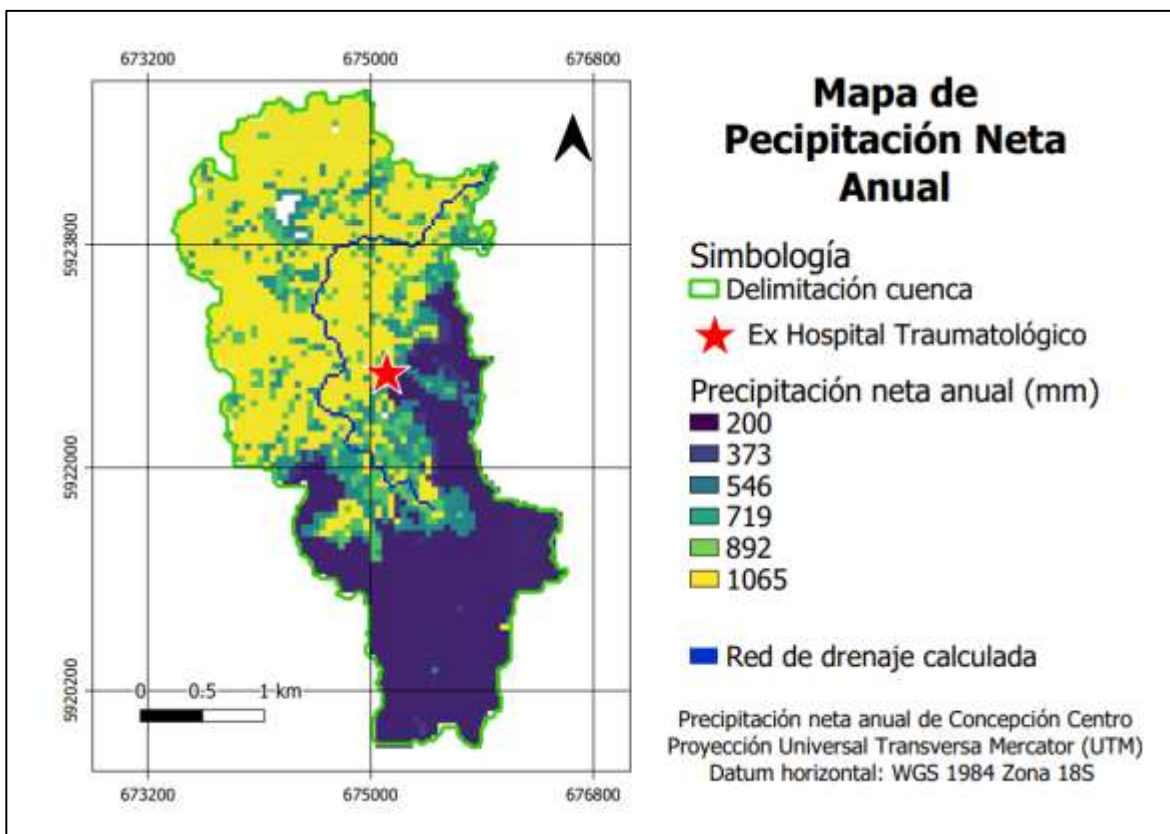 673200 675000 676800
Mapa de
Pecipitación Neta
Anual
5923800
5922000
5920200
Simbología
Delimitación cuenca
Ex Hospital Traumatológico
Precipitación neta anual (mm)
200
373
546
719
892
1065
Red de drenaje calculada
0 0.5 1 km
Precipitación neta anual de Concepción Centro
Proyección Universal Transversa Mercator (UTM)
Datum horizontal: WGS 1984 Zona 18S
673200 675000 676800